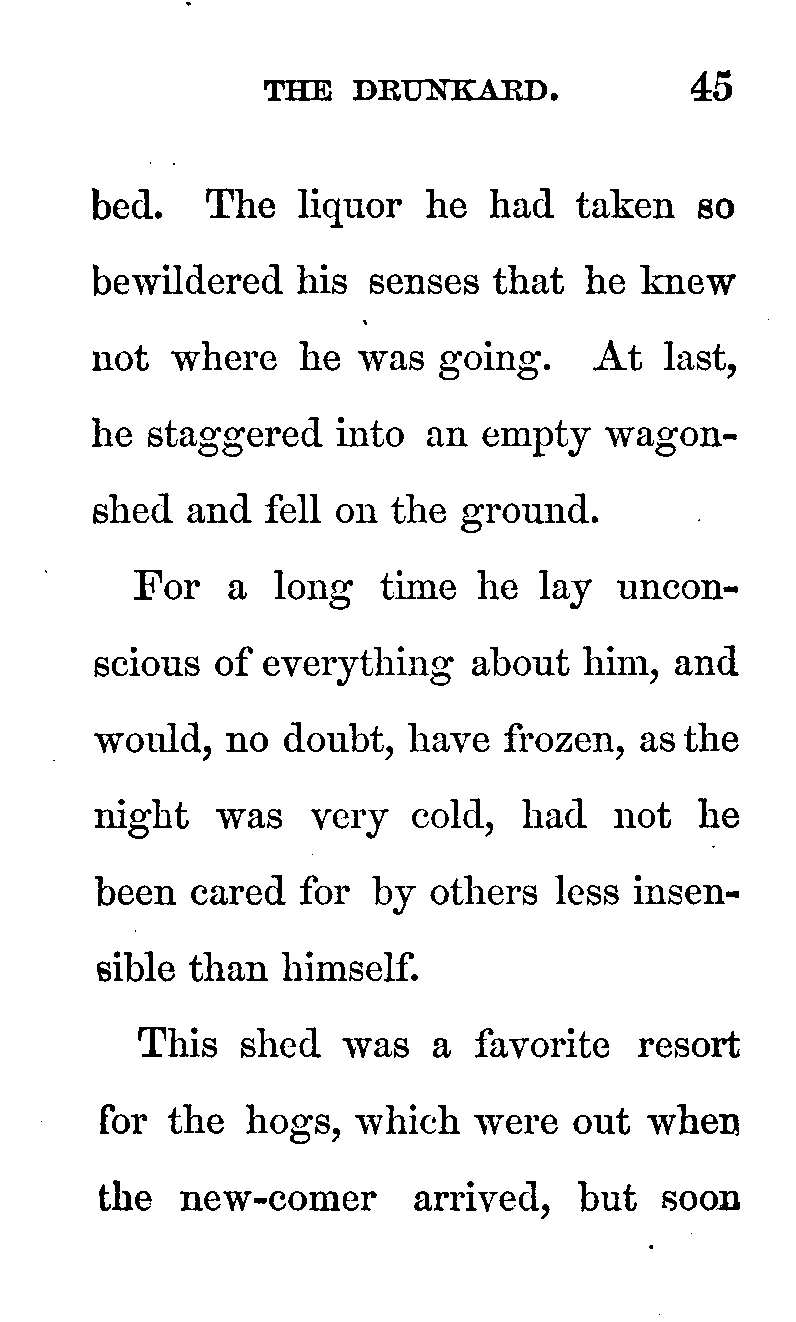 THE DRUNKARD. 45
bed. The liquor he had taken so
bewildered his senses that he knew
not where he was going. At last,
he staggered into an empty wagon-
shed and fell on the ground.
For a long time he lay uncon-
scious of everything about him, and
would, no doubt, have frozen, as the
night was very cold, had not he
been cared for by others less insen-
sible than himself.
This shed was a favorite resort
for the hogs, which were out when
the new-comer arrived, but soon